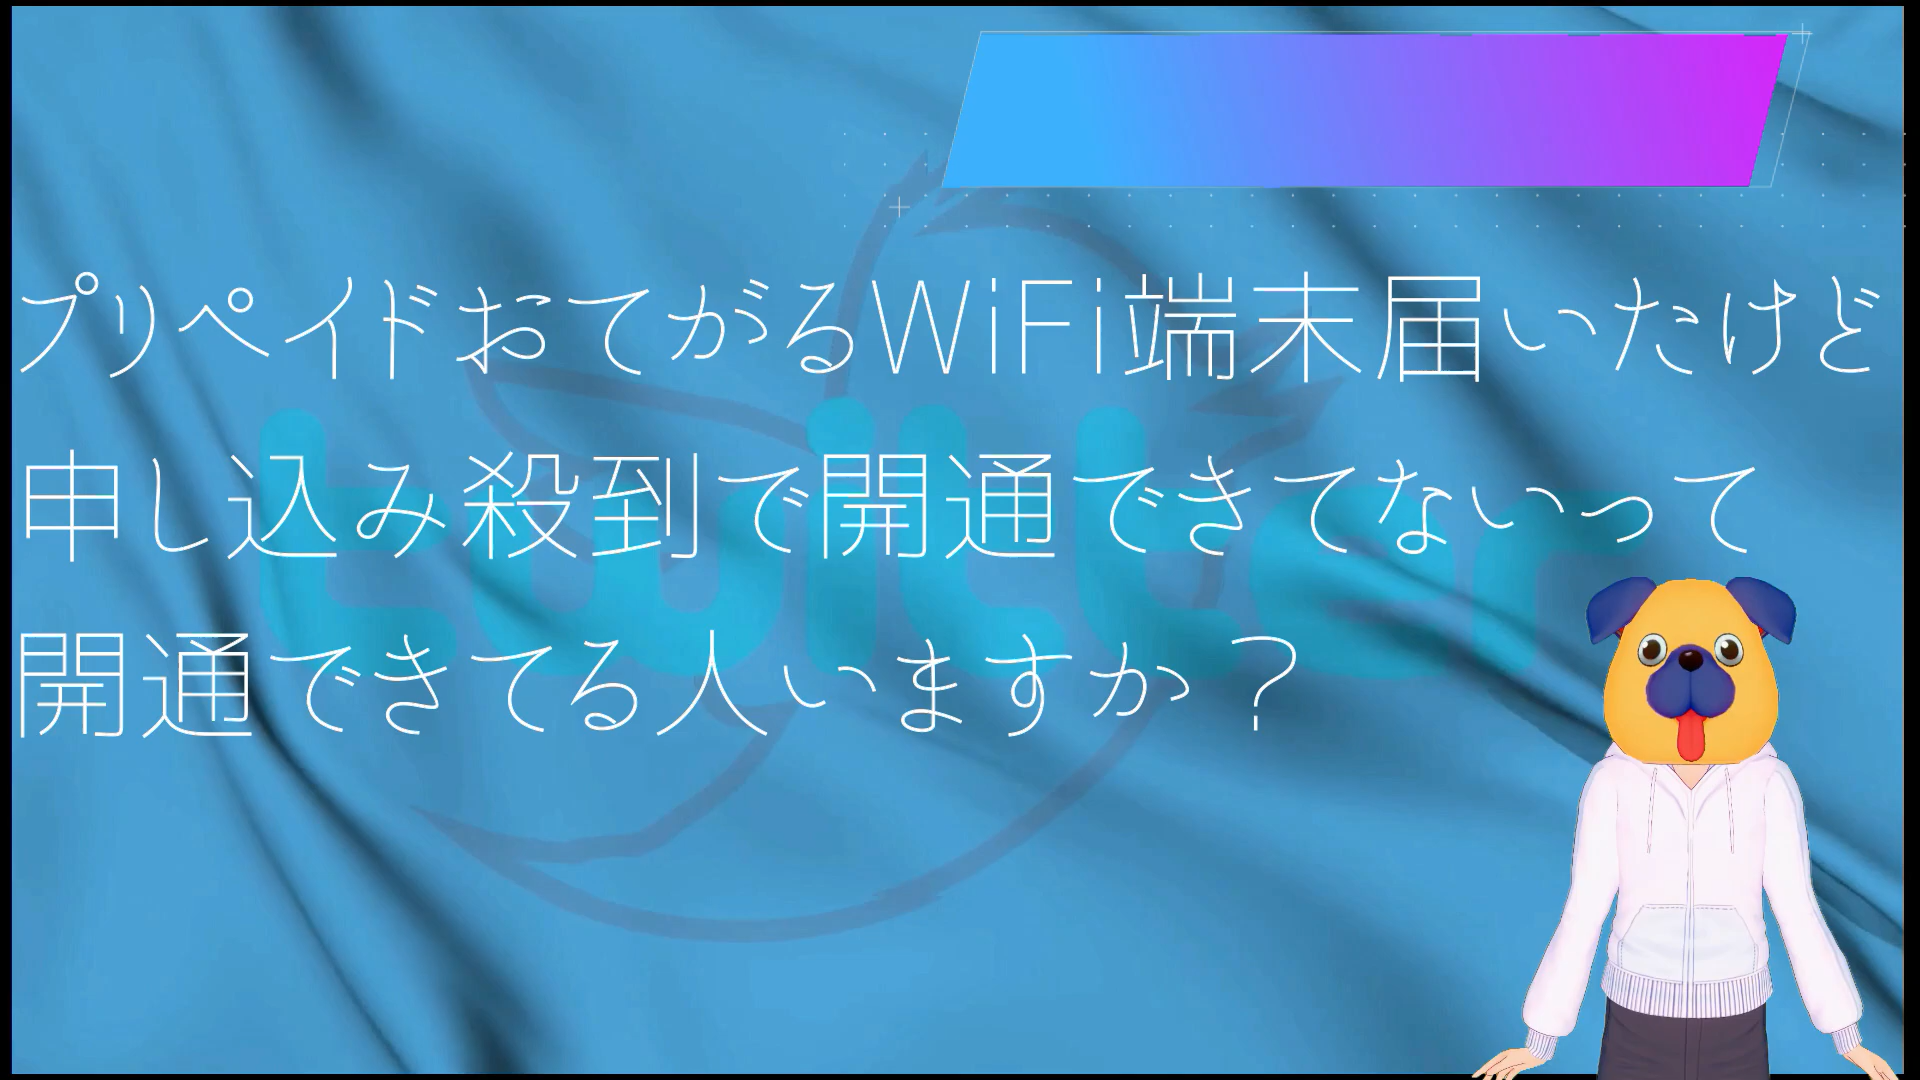 プリペイドおてがるWiFi端末届いたけど
申し込み殺到で開通できてないって
開通できてる人いますか？
twitter